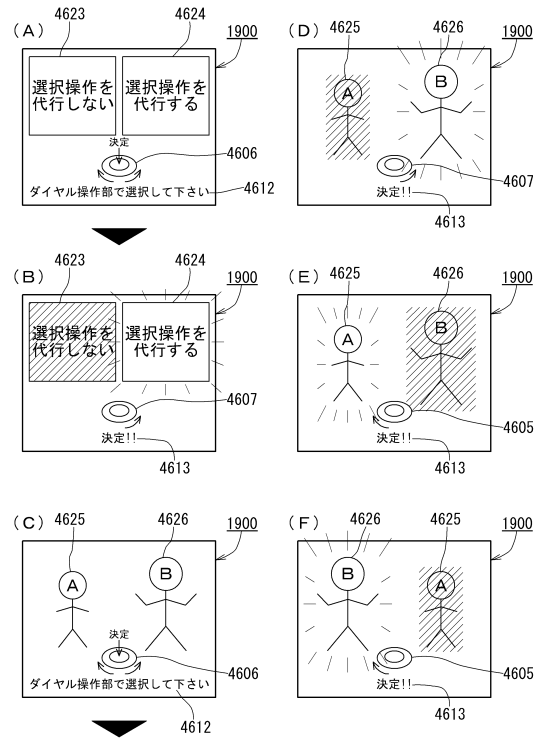 (A)
4623
4624
1900
選択操作を
代行しない
選択操作を
代行する
決定
4606
ダイヤル操作部で選択して下さい
4612
(B)
4623
4624
1900
選択操作を
代行しない
選択操作を
代行する
4607
決定!!
4613
(C)
4625
4626
1900
A
B
決定
4606
ダイヤル操作部で選択して下さい
4612
(D)
4625
4626
1900
A
B
4607
決定!!
4613
(E)
4625
4626
1900
A
B
4605
決定!!
4613
(F)
4626
4625
1900
B
A
4605
決定!!
4613